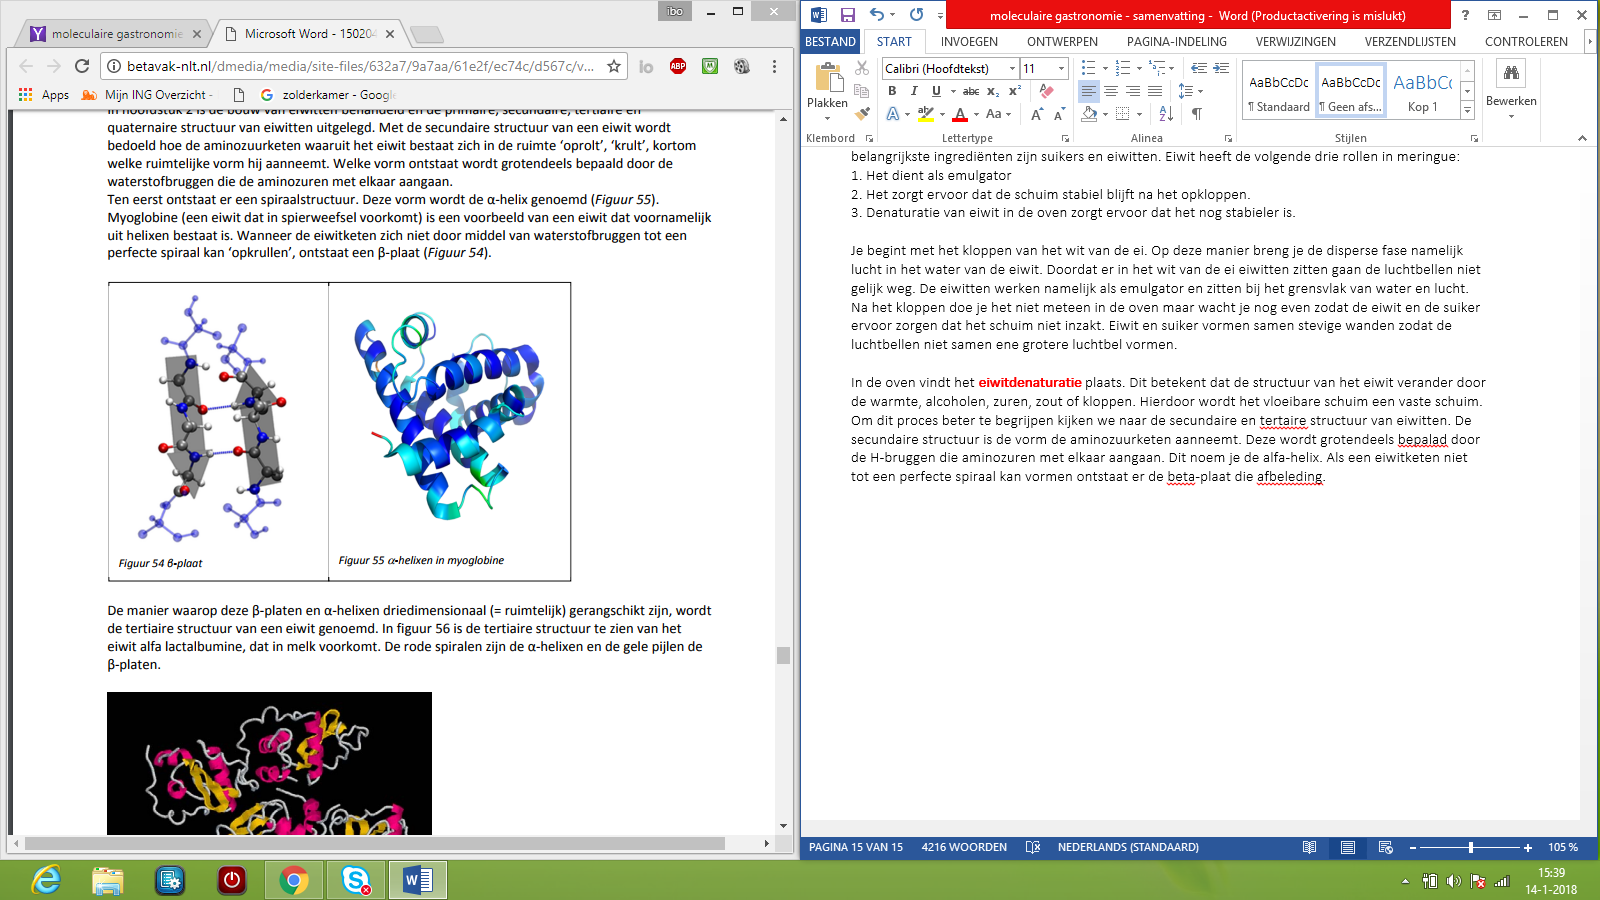 ibo
moleculaire gastronomie
Microsoft Word - 150204
betavak-nlt.nl/dmedia/media/site-files/632a7/9a7aa/61e2f/ec74c/d567c/v...
Apps
Mijn ING Overzicht -
zolderkamer - Google
In hoofdstuk 2 is de bouw van eiwitten behandeld en de primaire, secundaire, tertiaire en
quaternaire structuur van eiwitten uitgelegd. Met de secundaire structuur van een eiwit wordt
bedoeld hoe de aminozuurketen waaruit het eiwit bestaat zich in de ruimte ‘oprolt’, ‘krult’, kortom
welke ruimtelijke vorm hij aanneemt. Welke vorm ontstaat wordt grotendeels bepaald door de
waterstofbruggen die de aminozuren met elkaar aangaan.
Ten eerst ontstaat er een spiraalstructuur. Deze vorm wordt de α-helix genoemd (Figuur 55).
Myoglobine (een eiwit dat in spierweefsel voorkomt) is een voorbeeld van een eiwit dat voornamelijk
uit helixen bestaat is. Wanneer de eiwitketen zich niet door middel van waterstofbruggen tot een
perfecte spiraal kan ‘opkrullen’, ontstaat een β-plaat (Figuur 54).
Figuur 54 β-plaat
Figuur 55 α-helixen in myoglobine
De manier waarop deze β-platen en α-helixen driedimensionaal (= ruimtelijk) gerangschikt zijn, wordt
de tertiaire structuur van een eiwit genoemd. In figuur 56 is de tertiaire structuur te zien van het
eiwit alfa lactalbumine, dat in melk voorkomt. De rode spiralen zijn de α-helixen en de gele pijlen de
β-platen.
moleculaire gastronomie - samenvatting - Word (Productactivering is mislukt)
BESTAND START INVOEGEN ONTWERPEN PAGINA-INDELING VERWIJZINGEN VERZENDLIJSTEN CONTROLEREN
Calibri (Hoofdtekst) 11
Plakken
Klembord
Lettertype
Alinea
AaBbCcDc AaBbCcDc AaBbCc
¶ Standaard ¶ Geen afs... Kop 1
Stijlen
Bewerken
belangrijkste ingrediënten zijn suikers en eiwitten. Eiwit heeft de volgende drie rollen in meringue:
1. Het dient als emulgator
2. Het zorgt ervoor dat de schuim stabiel blijft na het opkloppen.
3. Denaturatie van eiwit in de oven zorgt ervoor dat het nog stabieler is.
Je begint met het kloppen van het wit van de ei. Op deze manier breng je de disperse fase namelijk
lucht in het water van de eiwit. Doordat er in het wit van de ei eiwitten zitten gaan de luchtbellen niet
gelijk weg. De eiwitten werken namelijk als emulgator en zitten bij het grensvlak van water en lucht.
Na het kloppen doe je het niet meteen in de oven maar wacht je nog even zodat de eiwit en de suiker
ervoor zorgen dat het schuim niet inzakt. Eiwit en suiker vormen samen stevige wanden zodat de
luchtbellen niet samen ene grotere luchtbel vormen.
In de oven vindt het eiwitdenaturatie plaats. Dit betekent dat de structuur van het eiwit verander door
de warmte, alcoholen, zuren, zout of kloppen. Hierdoor wordt het vloeibare schuim een vaste schuim.
Om dit proces beter te begrijpen kijken we naar de secundaire en tertaire structuur van eiwitten. De
secundaire structuur is de vorm de aminozuurketen aanneemt. Deze wordt grotendeels bepalad door
de H-bruggen die aminozuren met elkaar aangaan. Dit noem je de alfa-helix. Als een eiwitketen niet
tot een perfecte spiraal kan vormen ontstaat er de beta-plaat die afbeleding.
PAGINA 15 VAN 15 4216 WOORDEN NEDERLANDS (STANDAARD) 105 %
15:39
14-1-2018